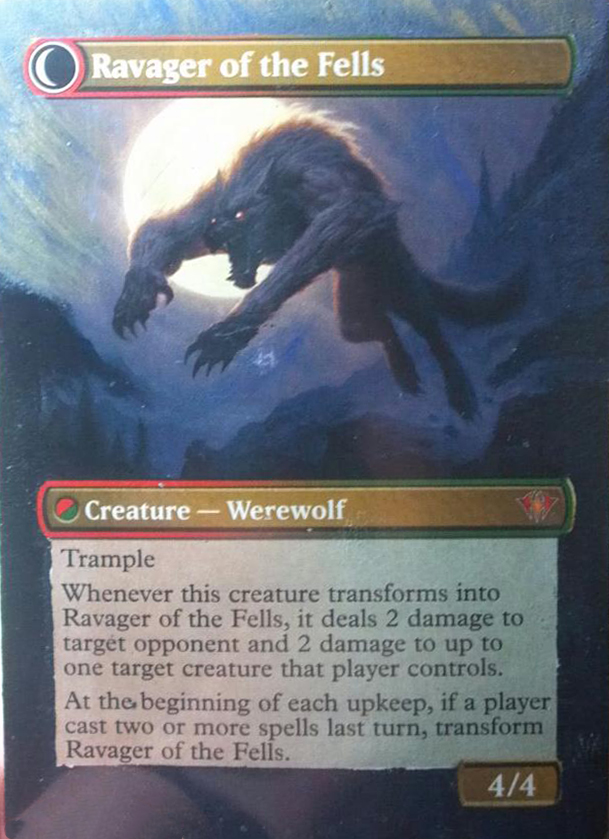 Ravager of the Fells
Creature — Werewolf
Trample
Whenever this creature transforms into
Ravager of the Fells, it deals 2 damage to
target opponent and 2 damage to up to
one target creature that player controls.
At the beginning of each upkeep, if a player
cast two or more spells last turn, transform
Ravager of the Fells.
4/4